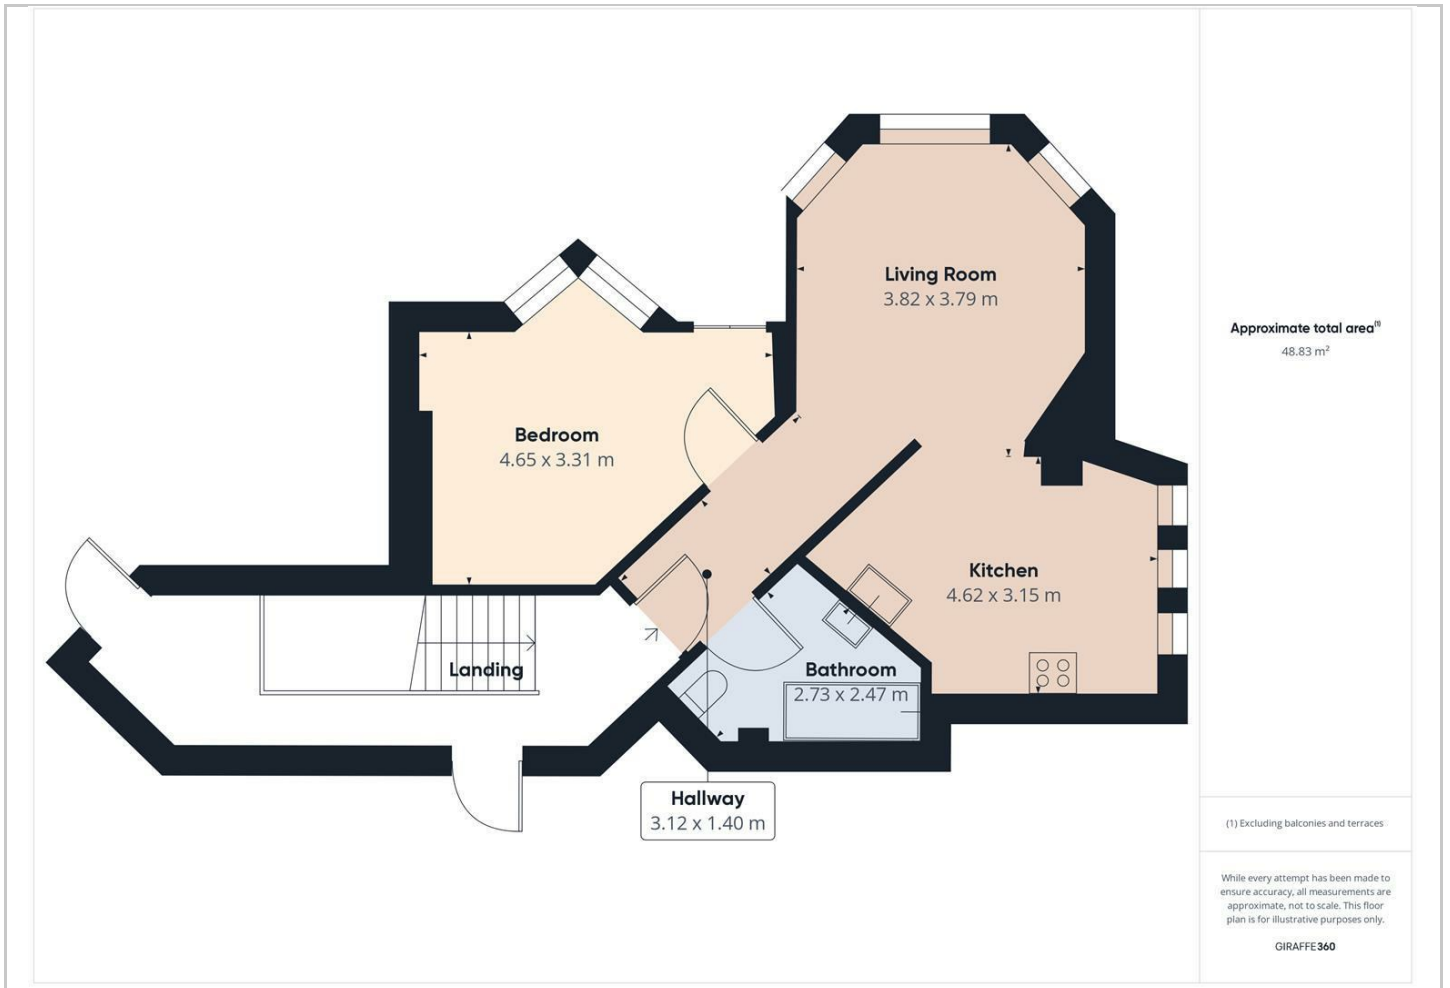 Living Room
3.82 x 3.79 m
Bedroom
4.65 x 3.31 m
Kitchen
4.62 x 3.15 m
Landing
Bathroom
2.73 x 2.47 m
Hallway
3.12 x 1.40 m
Approximate total area(1)
48.83 m²
(1) Excluding balconies and terraces
While every attempt has been made to
ensure accuracy, all measurements are
approximate, not to scale. This floor
plan is for illustrative purposes only.
GIRAFFE360